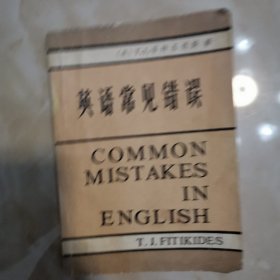 英语常见错误
COMMON
MISTAKES
IN
ENGLISH
T. J. FITIKIDES